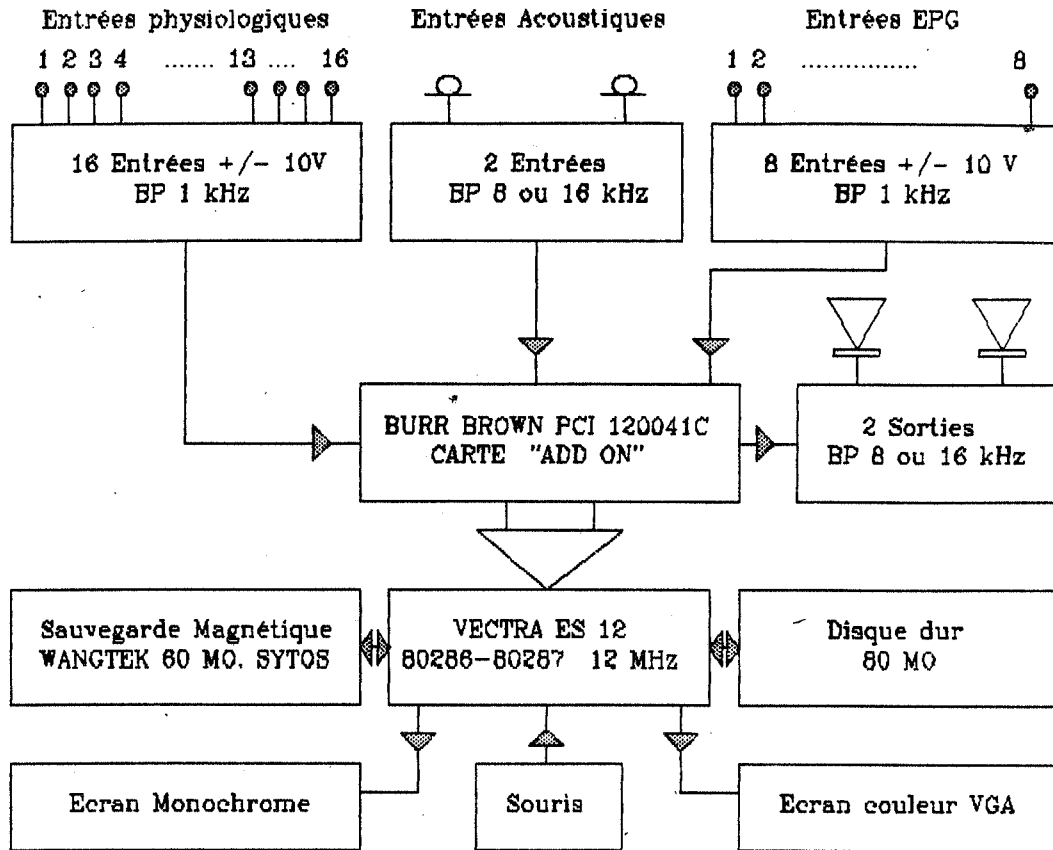 Entrées physiologiques
Entrées Acoustiques
Entrées EPG
1 2 3 4 ....... 13 .... 16
1 2 ............... 8
16 Entrées +/- 10V
BP 1 kHz
2 Entrées
BP 8 ou 16 kHz
8 Entrées +/- 10 V
BP 1 kHz
BURR BROWN PCI 120041C
CARTE "ADD ON"
2 Sorties
BP 8 ou 16 kHz
Sauvegarde Magnétique
WANGTEK 60 MO. SYTOS
VECTRA ES 12
80286-80287 12 MHz
Disque dur
80 MO
Ecran Monochrome
Souris
Ecran couleur VGA